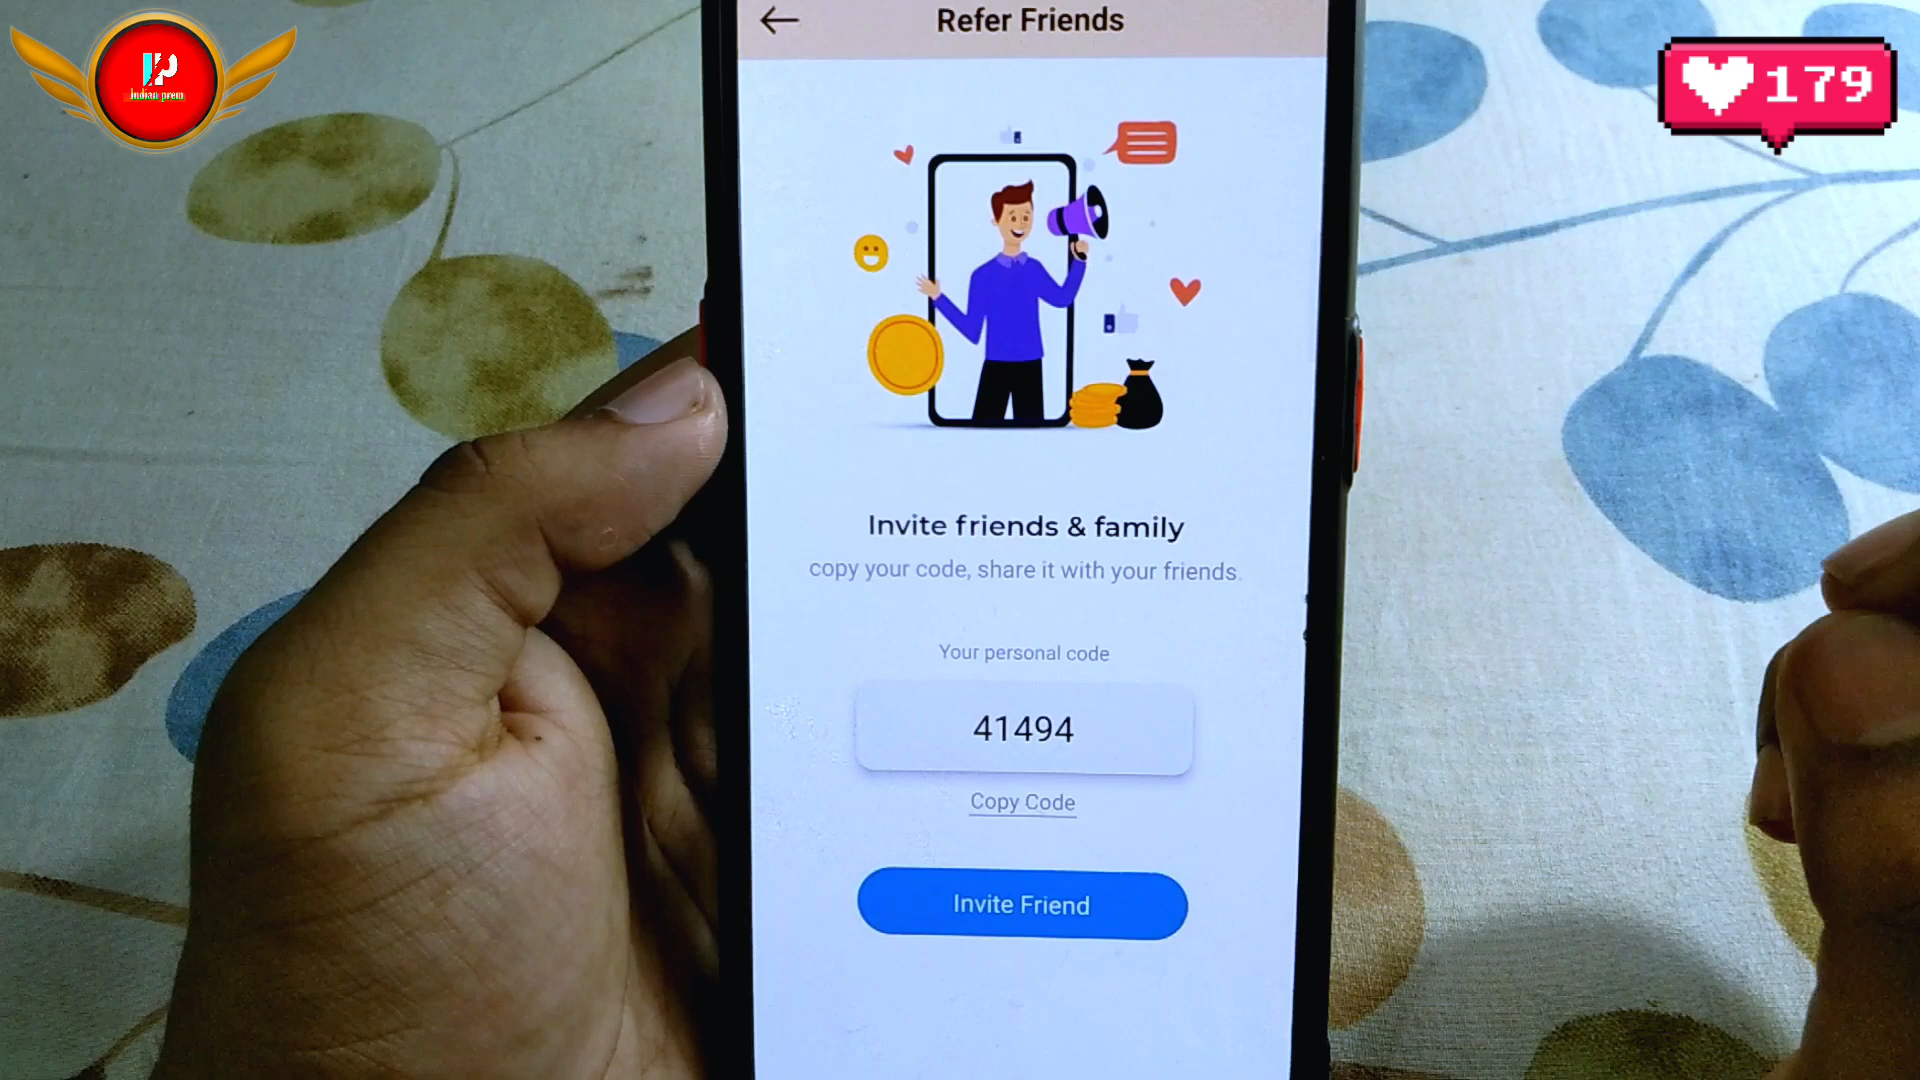 Refer Friends
IP
Indian prem
179
Invite friends & family
copy your code, share it with your friends.
Your personal code
41494
Copy Code
Invite Friend